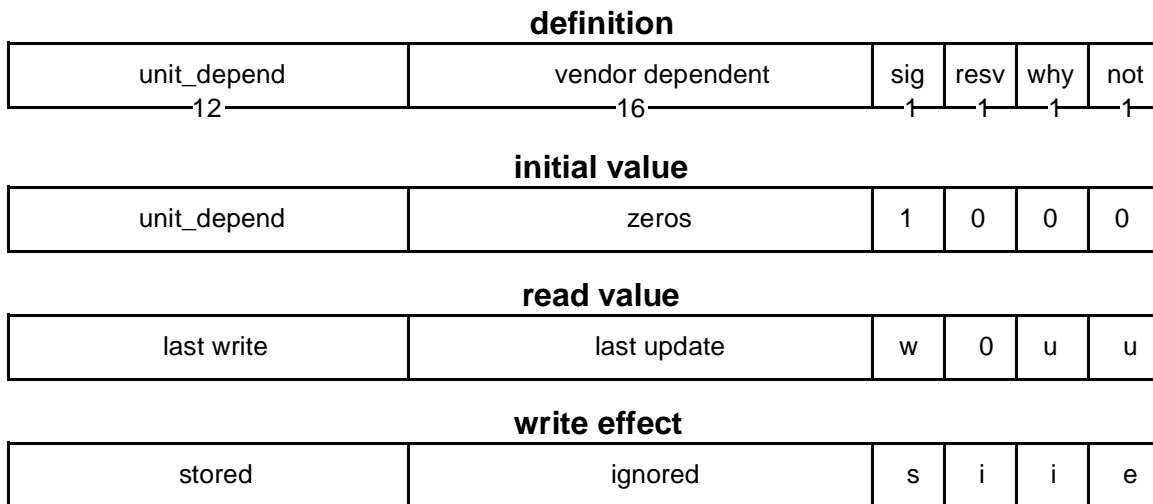 definition
unit_depend vendor dependent sig resv why not
12 16 1 1 1 1
initial value
unit_depend zeros 1 0 0 0
read value
last write last update w 0 u u
write effect
stored ignored s i i e